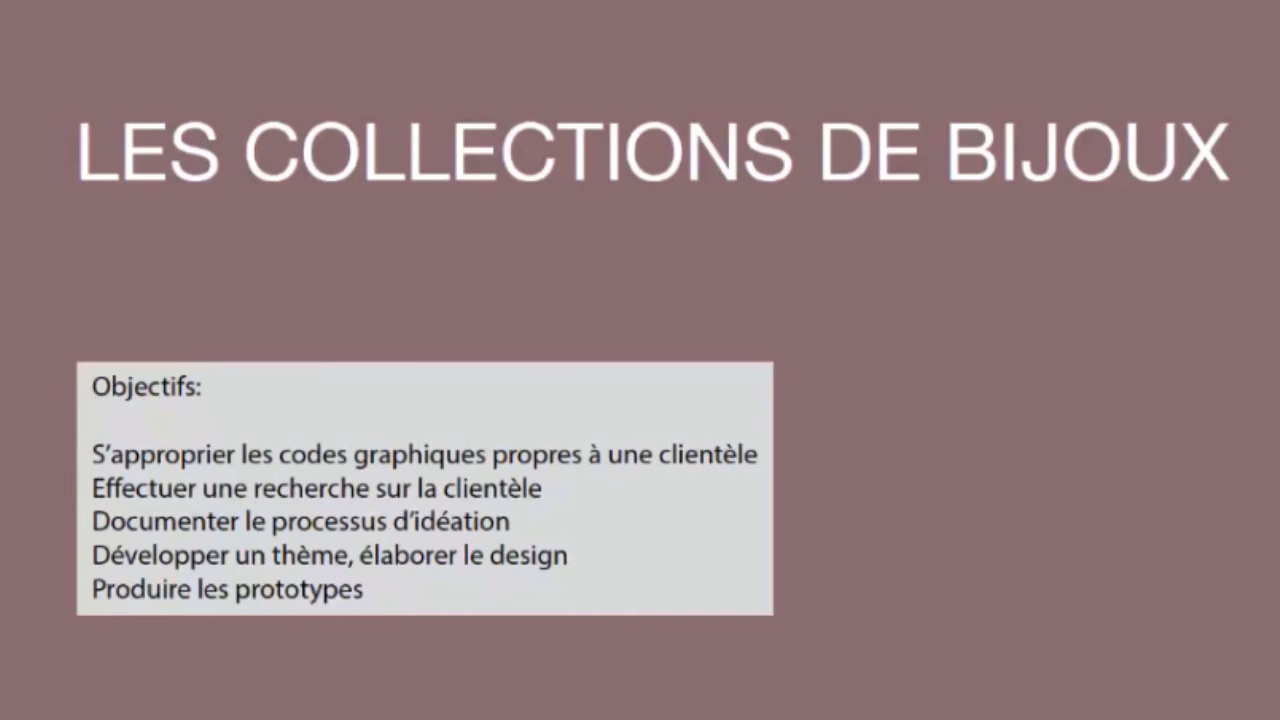 LES COLLECTIONS DE BIJOUX
Objectifs:
S'approprier les codes graphiques propres à une clientèle
Effectuer une recherche sur la clientèle
Documenter le processus d'idéation
Développer un thème, élaborer le design
Produire les prototypes